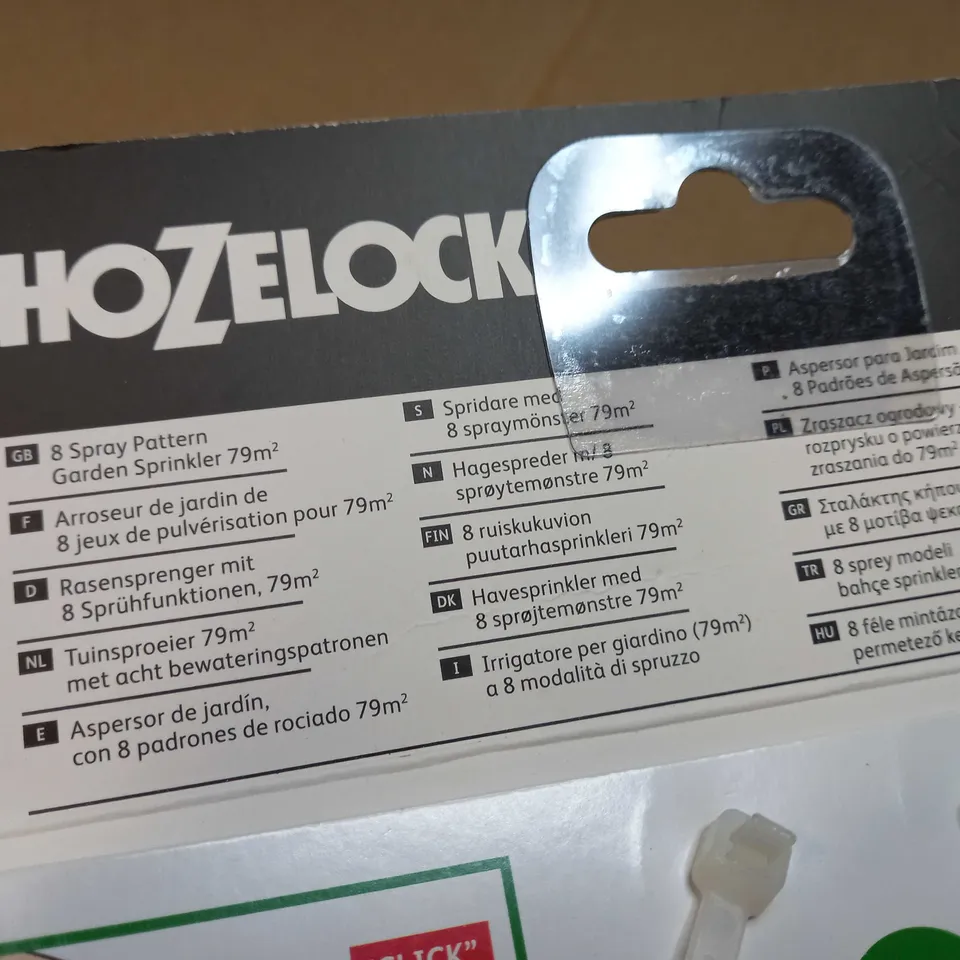 HOZELOCK
GB 8 Spray Pattern
Garden Sprinkler 79m²
F Arroseur de jardin de
8 jeux de pulvérisation pour 79m²
D Rasensprenger mit
8 Sprühfunktionen, 79m²
NL Tuinsproeier 79m²
met acht bewateringspatronen
E Aspersor de jardín,
con 8 padrones de rociado 79m²
S Spridare med
8 spraymönster 79m²
N Hagespreder m/ 8
sprøytemønstre 79m²
FIN 8 ruiskukuvion
puutarhasprinkleri 79m²
DK Havesprinkler med
8 sprøjtemønstre 79m²
I Irrigatore per giardino (79m²)
a 8 modalità di spruzzo
P Aspersor para Jardim
8 Padrões de
PL Zraszacz ogrodowy
rozprysku o
zraszania do 79m²
GR Σταλάκτης
με 8 μοτίβα
TR 8 sprey modeli
bahçe
HU 8 féle
permetező
"CLICK"